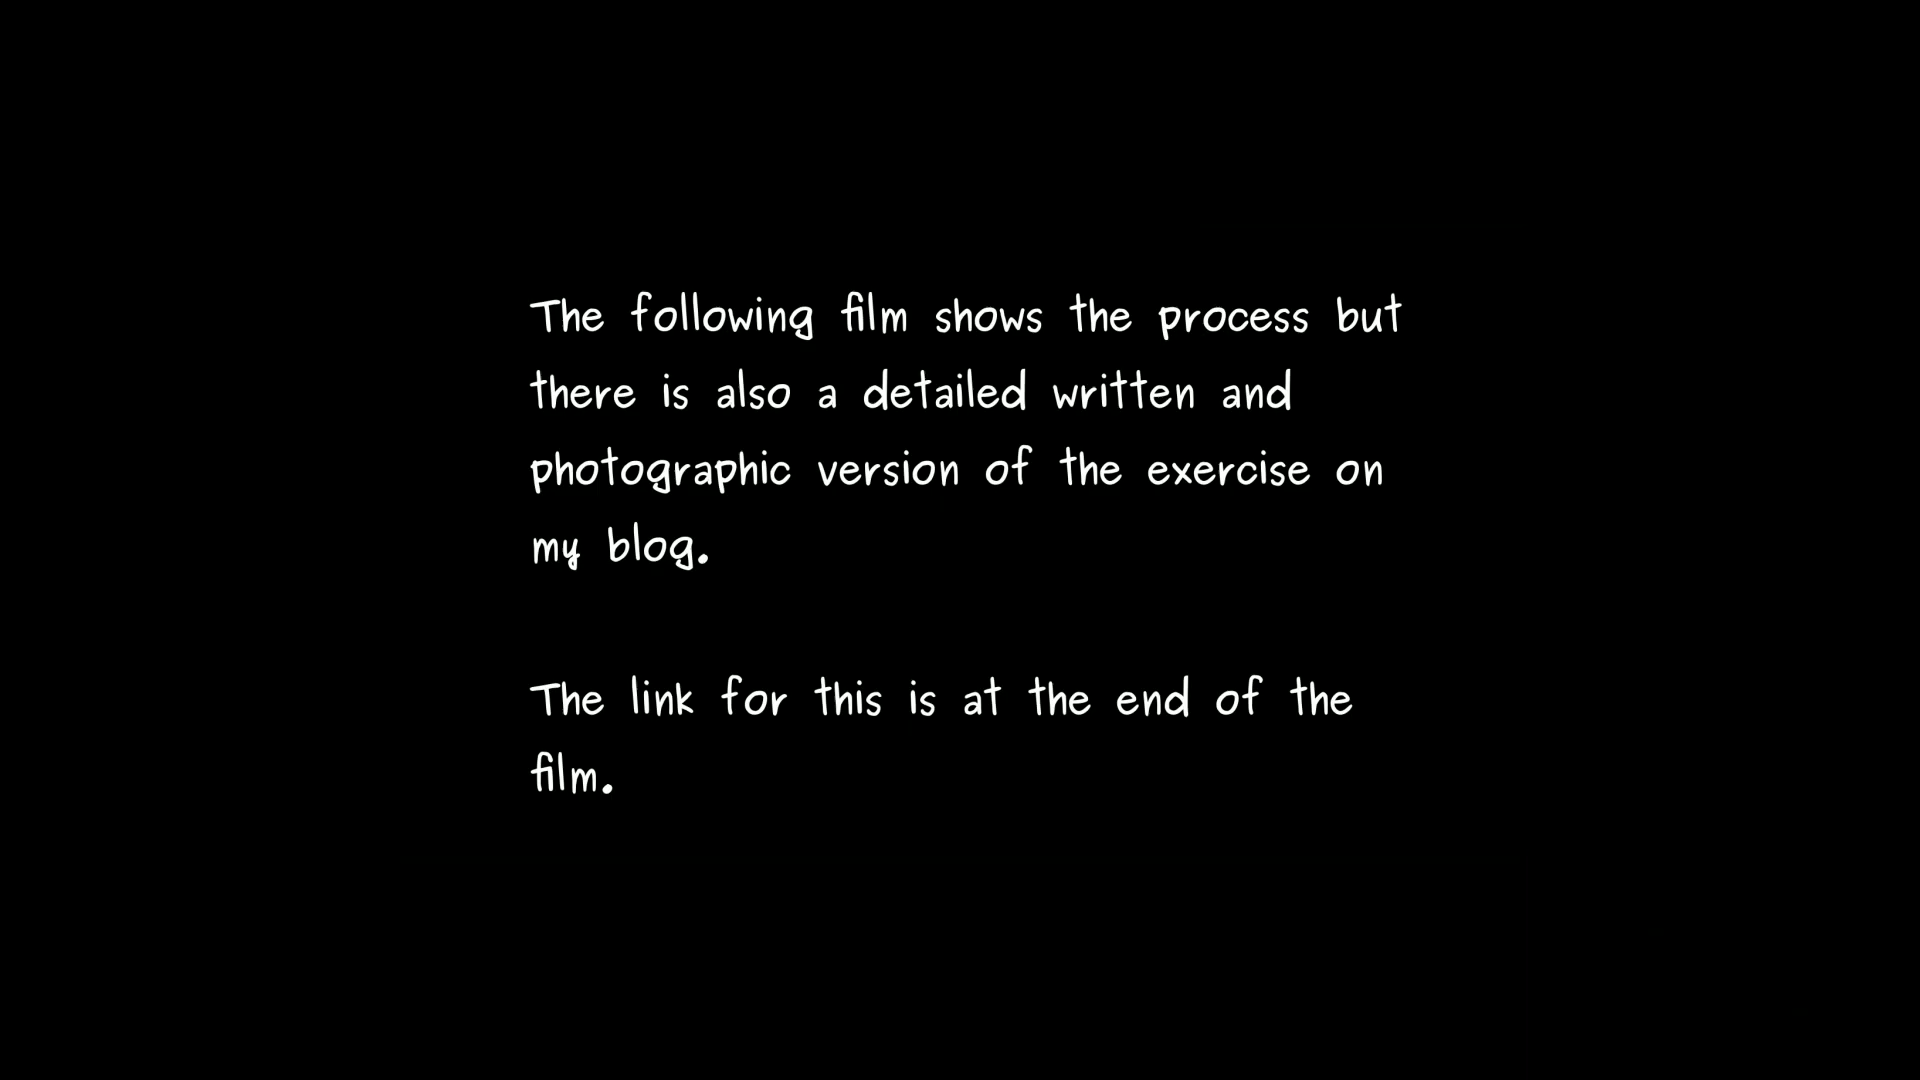 The following film shows the process but
there is also a detailed written and
photographic version of the exercise on
my blog.
The link for this is at the end of the
film.